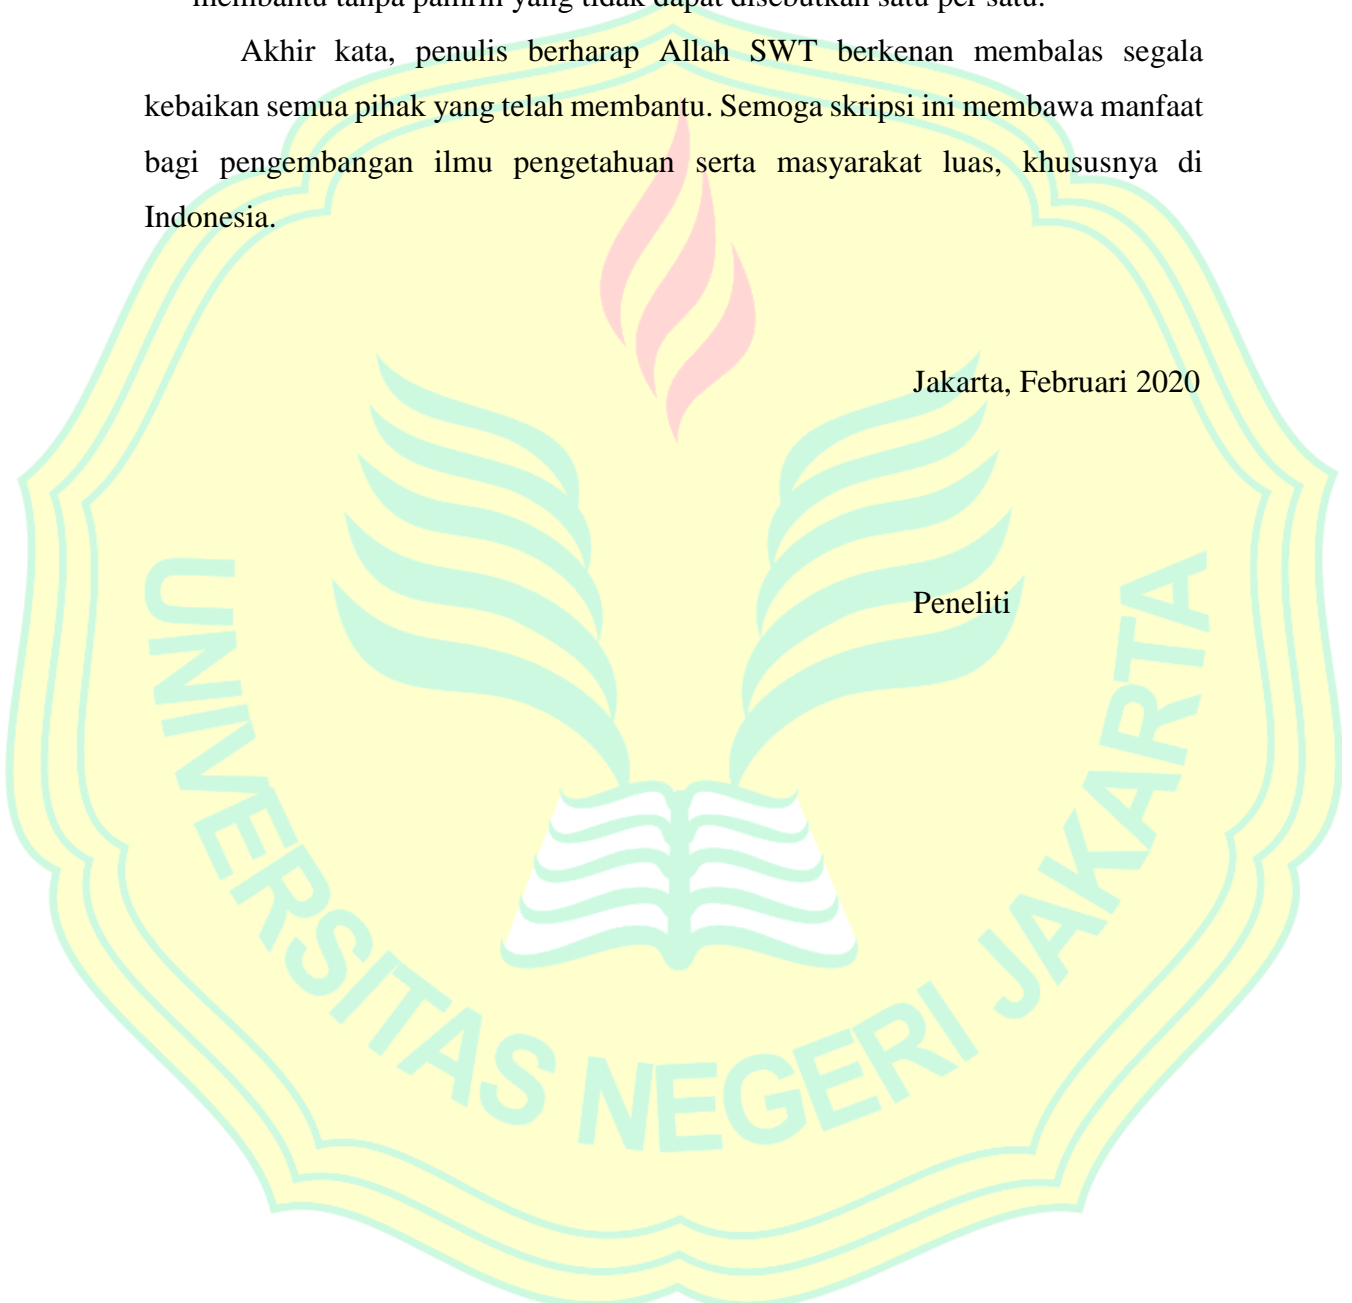 membantu tanpa pamrih yang tidak dapat disebutkan satu per satu.
Akhir kata, penulis berharap Allah SWT berkenan membalas segala
kebaikan semua pihak yang telah membantu. Semoga skripsi ini membawa manfaat
bagi pengembangan ilmu pengetahuan serta masyarakat luas, khususnya di
Indonesia.
Jakarta, Februari 2020
Peneliti
UNIVERSITAS NEGERI JAKARTA